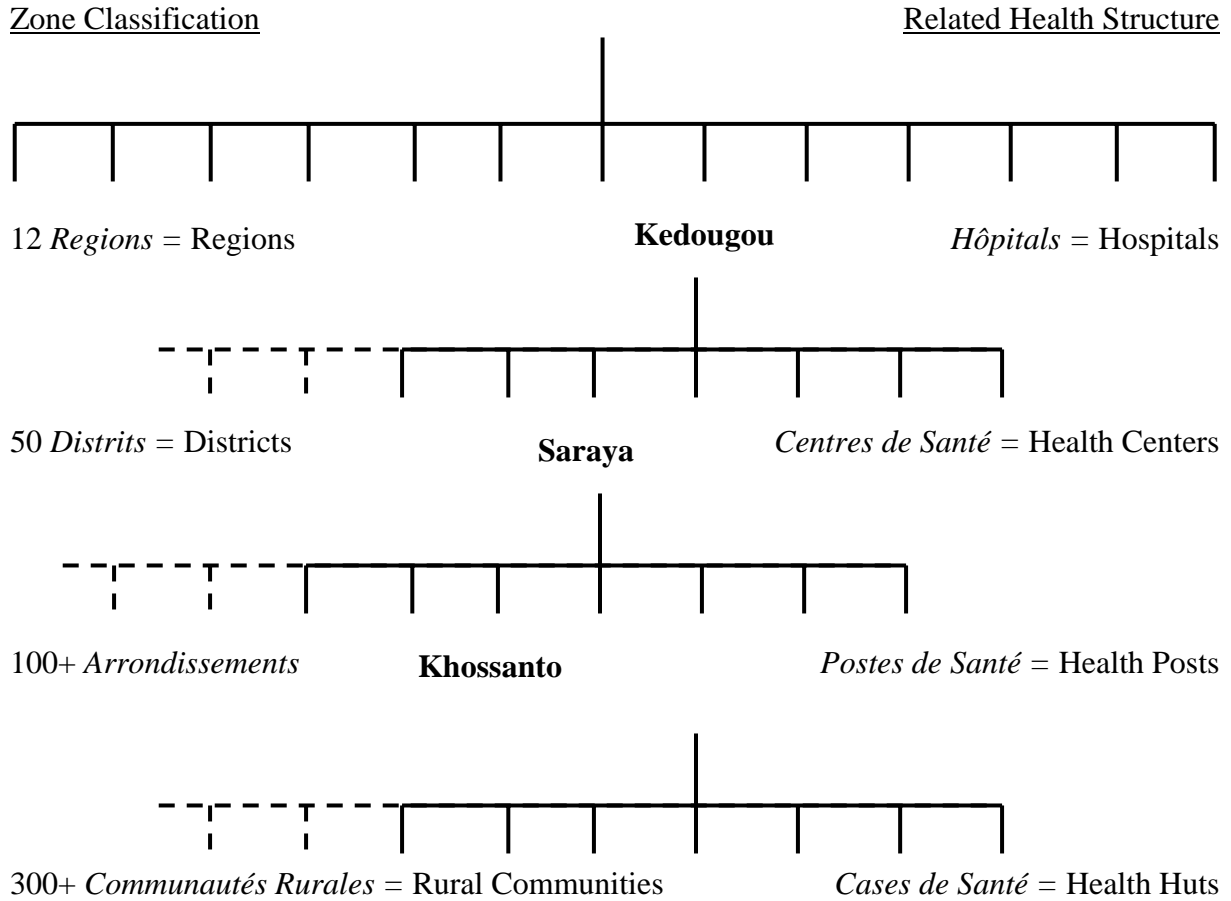 Zone Classification Related Health Structure
12 Regions = Regions Kedougou Hôpitals = Hospitals
50 Distrits = Districts Saraya Centres de Santé = Health Centers
100+ Arrondissements Khossanto Postes de Santé = Health Posts
300+ Communautés Rurales = Rural Communities Cases de Santé = Health Huts